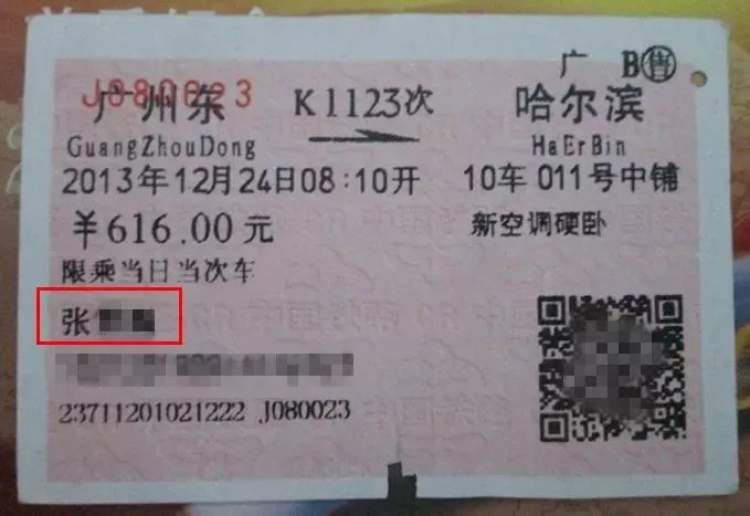 广 B售
J080023
广州东 K1123次 哈尔滨
GuangZhouDong HaErBin
2013年12月24日08:10开 10车 011号中铺
￥616.00元 新空调硬卧
限乘当日当次车
张
23711201021222 J080023